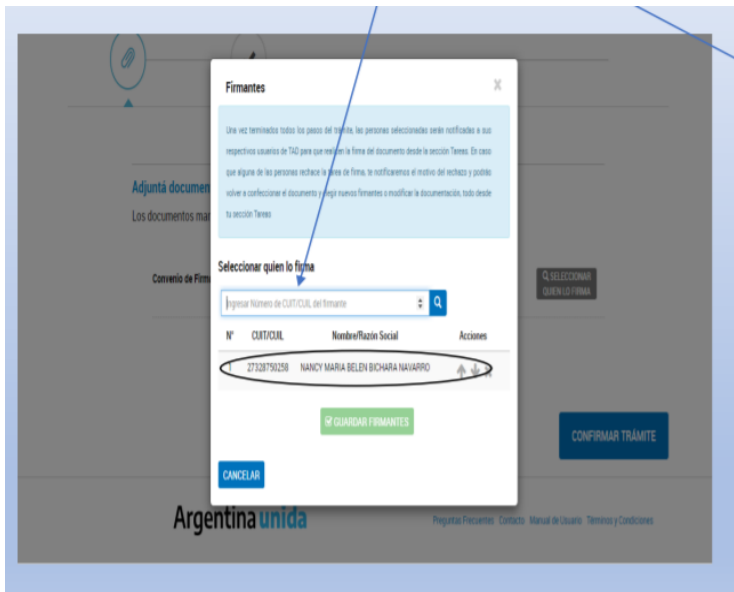 Firmantes
Una vez terminados todos los pasos del trámite, las personas seleccionadas serán notificadas a sus
respectivos usuarios de TAD para que realicen la firma del documento desde la sección Tareas. En caso
que alguna de las personas rechace la tarea de firma, te notificaremos el motivo del rechazo y podrás
volver a confeccionar el documento y elegir nuevos firmantes o modificar la documentación, todo desde
tu sección Tareas
Adjuntá documen
Los documentos mar
Seleccionar quien lo firma
Convenio de Firm
Ingresar Número de CUIT/CUIL del firmante
SELECCIONAR
QUIEN LO FIRMA
N° CUIT/CUIL Nombre/Razón Social Acciones
1 27328750258 NANCY MARIA BELEN BICHARA NAVARRO
GUARDAR FIRMANTES
CONFIRMAR TRÁMITE
CANCELAR
Argentina unida
Preguntas Frecuentes Contacto Manual de Usuario Términos y Condiciones